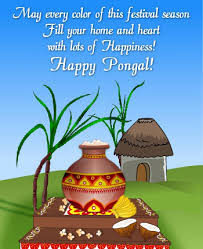 May every color of this festival season
Fill your home and heart
with lots of Happiness!
Happy Pongal!